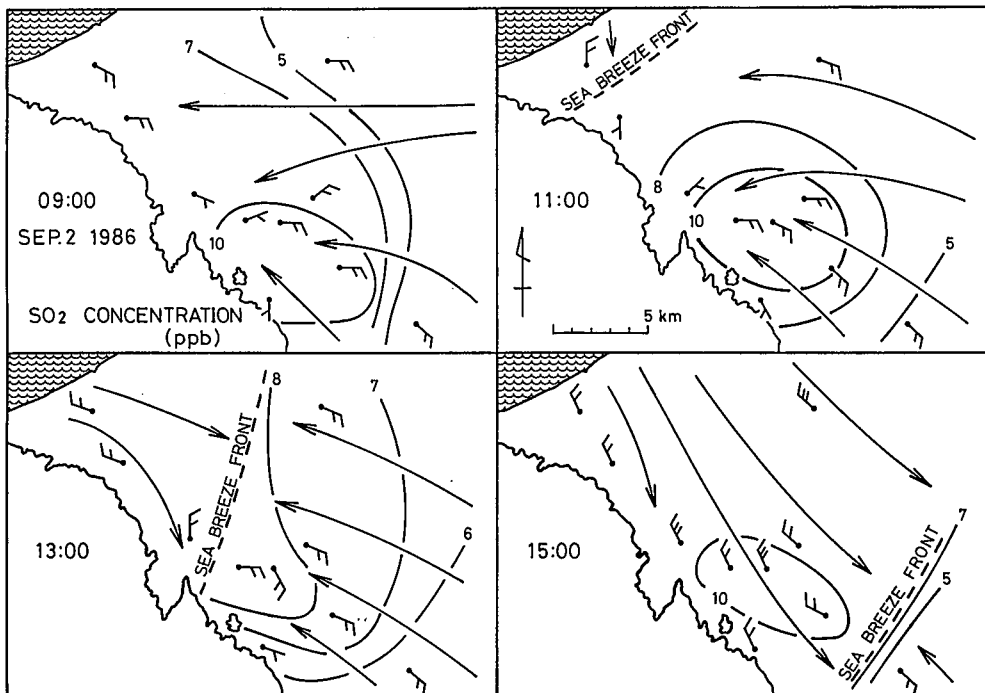 7
5
09:00
SEP. 2 1986
10
SO2 CONCENTRATION
(ppb)
SEA BREEZE FRONT
11:00
8
10
5
5 km
8
7
SEA BREEZE FRONT
6
13:00
15:00
10
7
SEA BREEZE FRONT
5